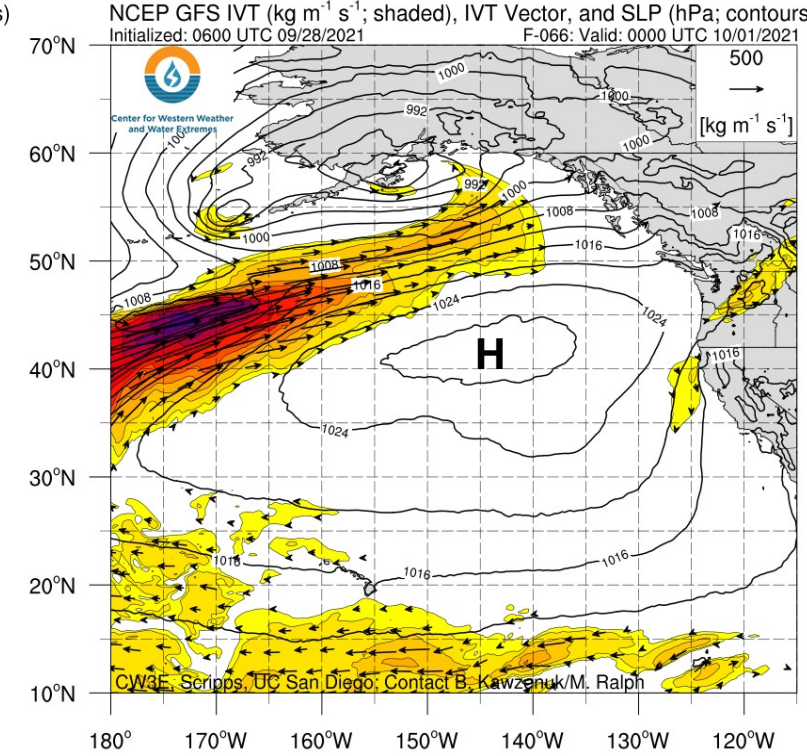 s)
NCEP GFS IVT (kg m⁻¹ s⁻¹; shaded), IVT Vector, and SLP (hPa; contours
Initialized: 0600 UTC 09/28/2021 F-066: Valid: 0000 UTC 10/01/2021
500
[kg m⁻¹ s⁻¹]
Center for Western Weather
and Water Extremes
70°N
60°N
50°N
40°N
30°N
20°N
10°N
1000
1000
992
1000
992
992
1000
1008
1008
1000
1016
1016
1008
1016
1008
1024
1024
H
1016
1024
1016
1016
1016
CW3E, Scripps, UC San Diego; Contact B. Kawzenuk/M. Ralph
180° 170°W 160°W 150°W 140°W 130°W 120°W